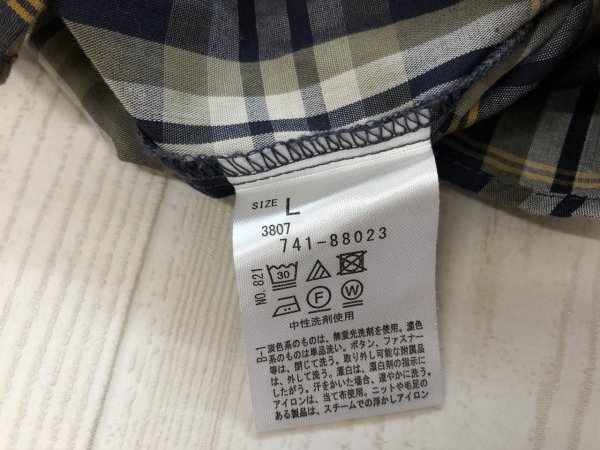 SIZE L
3807
741-88023
NO.821
30
F W
中性洗剤使用
B-1
淡色系のものは、無蛍光洗剤を使用。濃色
系のものは単品洗い。ボタン、ファスナー
等は、閉じて洗う。取り外し可能な附属品
は、外して洗う。漂白は、漂白剤の指示に
したがう。汗をかいた場合、速やかに洗う。
アイロンは、当て布使用。ニットや毛足の
ある製品は、スチームでの浮かしアイロン